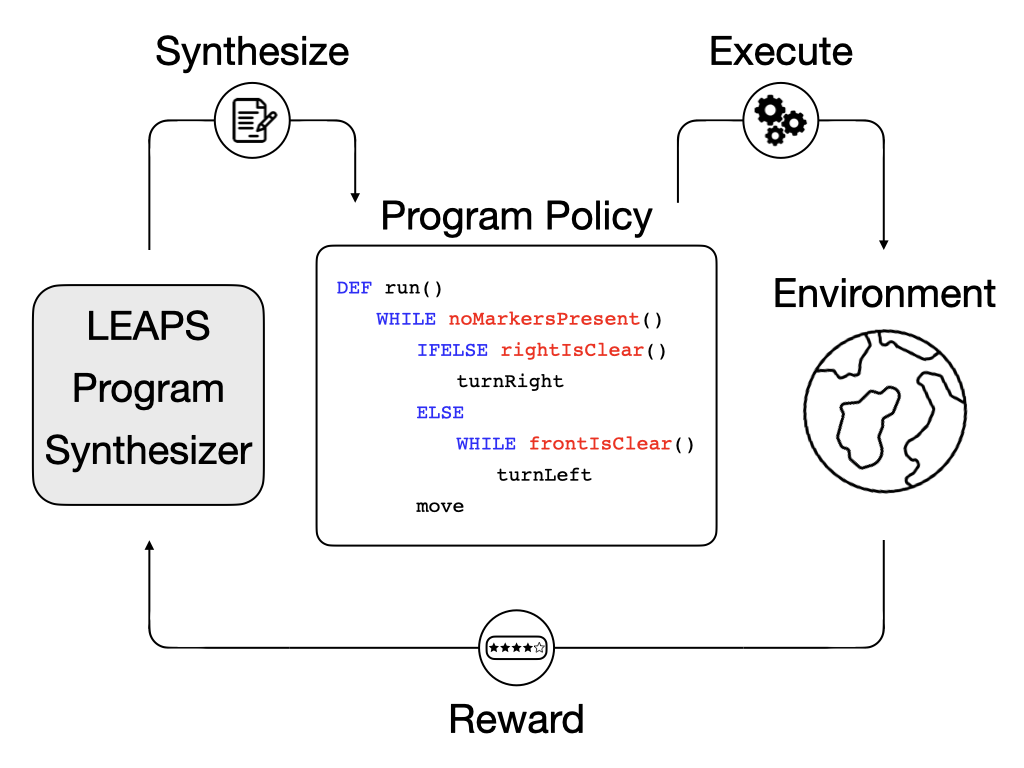 Synthesize
Execute
Program Policy
DEF run()
WHILE noMarkersPresent()
IFELSE rightIsClear()
turnRight
ELSE
WHILE frontIsClear()
turnLeft
move
LEAPS
Program
Synthesizer
Environment
Reward